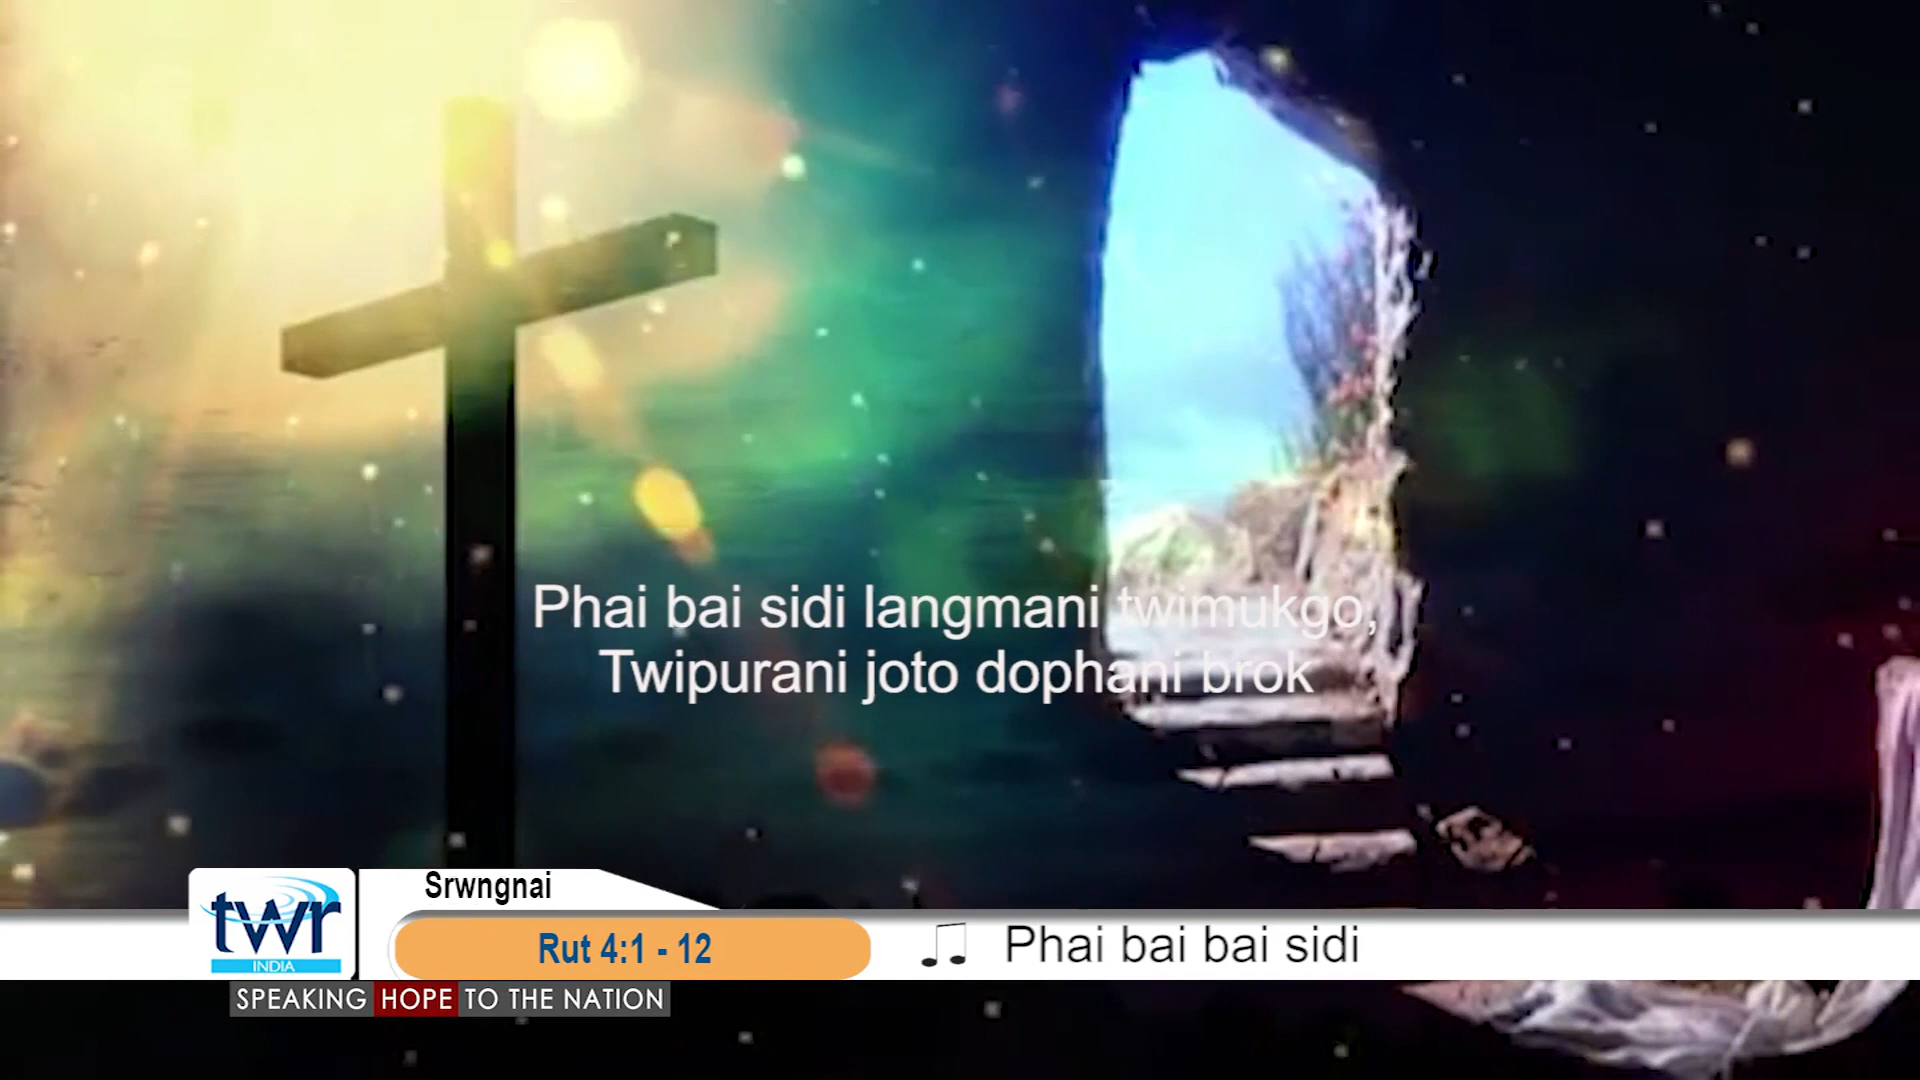 Phai bai sidi langmani twimukgo,
Twipurani joto dophani brok
Srwngnai
twr
INDIA
Rut 4:1 - 12
Phai bai bai sidi
SPEAKING HOPE TO THE NATION